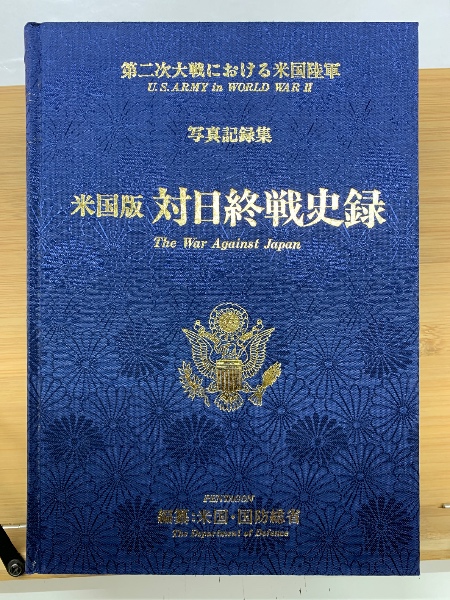 第二次大戦における米国陸軍
U.S. ARMY in WORLD WAR II
写真記録集
米国版 対日終戦史録
The War Against Japan
PENTAGON
編纂:米国・国防総省
The Department of Defence